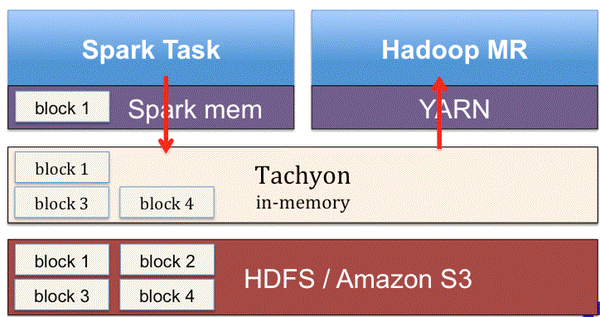 Spark Task
Hadoop MR
block 1
Spark mem
YARN
block 1
block 3
block 4
Tachyon
in-memory
block 1
block 2
block 3
block 4
HDFS / Amazon S3